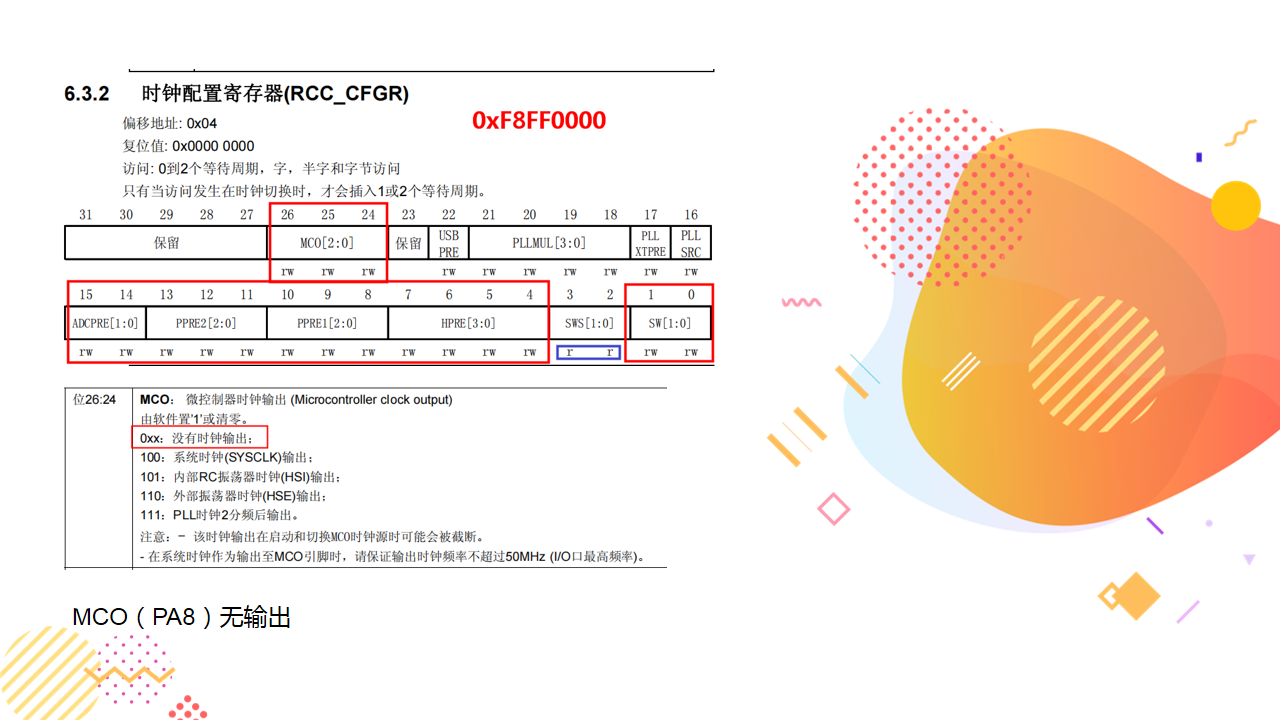 6.3.2 时钟配置寄存器(RCC_CFGR)
0xF8FF0000
偏移地址: 0x04
复位值: 0x0000 0000
访问: 0到2个等待周期，字，半字和字节访问
只有当访问发生在时钟切换时，才会插入1或2个等待周期。
31 30 29 28 27 26 25 24 23 22 21 20 19 18 17 16
保留 MCO[2:0] 保留 USB PRE PLLMUL[3:0] PLL XTPRE PLL SRC
rw rw rw rw rw rw rw rw rw rw
15 14 13 12 11 10 9 8 7 6 5 4 3 2 1 0
ADCPRE[1:0] PPRE2[2:0] PPRE1[2:0] HPRE[3:0] SWS[1:0] SW[1:0]
rw rw rw rw rw rw rw rw rw rw rw rw r r rw rw
位26:24 MCO： 微控制器时钟输出 (Microcontroller clock output)
由软件置'1'或清零。
0xx：没有时钟输出；
100：系统时钟(SYSCLK)输出；
101：内部RC振荡器时钟(HSI)输出；
110：外部振荡器时钟(HSE)输出；
111：PLL时钟2分频后输出。
注意：- 该时钟输出在启动和切换MCO时钟源时可能会被截断。
- 在系统时钟作为输出至MCO引脚时，请保证输出时钟频率不超过50MHz (I/O口最高频率)。
MCO（PA8）无输出